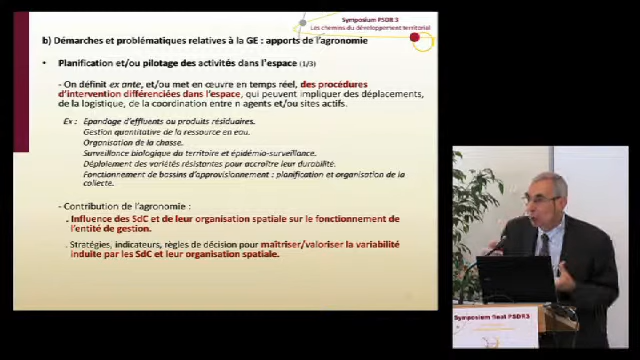 Symposium PSDR 3
Les chemins du développement territorial
b) Démarches et problématiques relatives à la GE : apports de l'agronomie
• Planification et/ou pilotage des activités dans l'espace (1/3)
- On définit ex ante, et/ou met en œuvre en temps réel, des procédures
d'intervention différenciées dans l'espace, qui peuvent impliquer des déplacements,
de la logistique, de la coordination entre n agents et/ou sites actifs.
Ex : Epandage d'effluents ou produits résiduaires.
Gestion quantitative de la ressource en eau.
Organisation de la chasse.
Surveillance biologique du territoire et épidémio-surveillance.
Déploiement des variétés résistantes pour accroître leur durabilité.
Fonctionnement de bassins d'approvisionnement : planification et organisation de la
collecte.
- Contribution de l'agronomie :
. Influence des SdC et de leur organisation spatiale sur le fonctionnement de
l'entité de gestion.
. Stratégies, indicateurs, règles de décision pour maîtriser/valoriser la variabilité
induite par les SdC et leur organisation spatiale.
Symposium final PSDR3